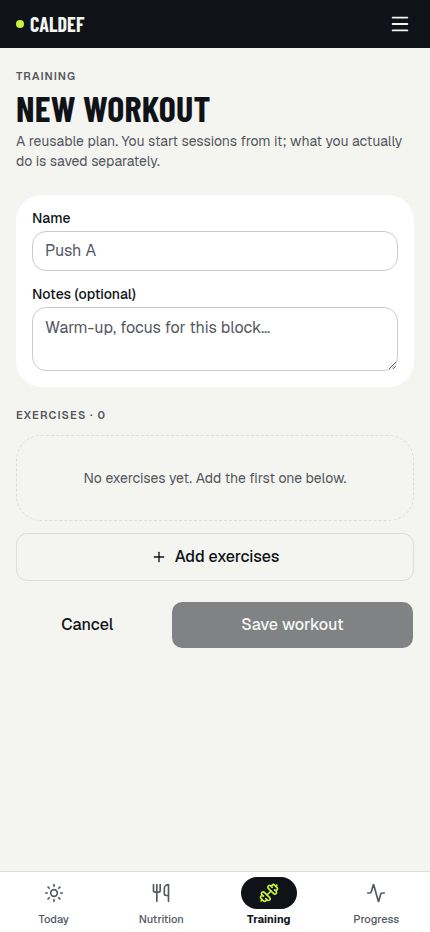 CALDEF
TRAINING
NEW WORKOUT
A reusable plan. You start sessions from it; what you actually
do is saved separately.
Name
Push A
Notes (optional)
Warm-up, focus for this block...
EXERCISES · 0
No exercises yet. Add the first one below.
+ Add exercises
Cancel
Save workout
Today
Nutrition
Training
Progress